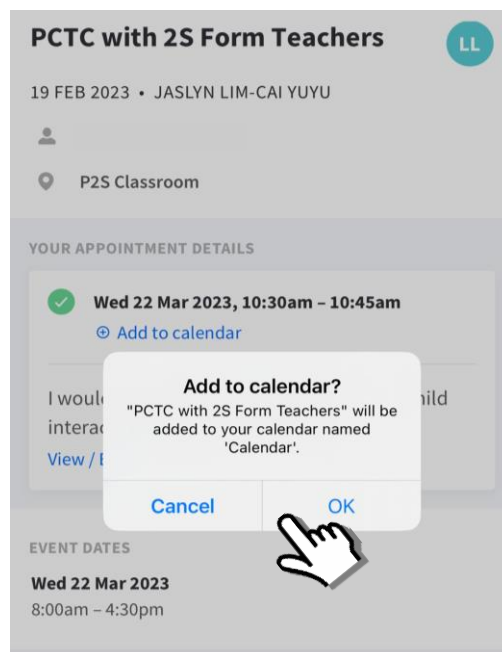 PCTC with 2S Form Teachers
LL
19 FEB 2023 • JASLYN LIM-CAI YUYU
P2S Classroom
YOUR APPOINTMENT DETAILS
Wed 22 Mar 2023, 10:30am – 10:45am
Add to calendar
I would
Add to calendar?
"PCTC with 2S Form Teachers" will be
added to your calendar named
'Calendar'.
View /
Cancel
OK
EVENT DATES
Wed 22 Mar 2023
8:00am – 4:30pm